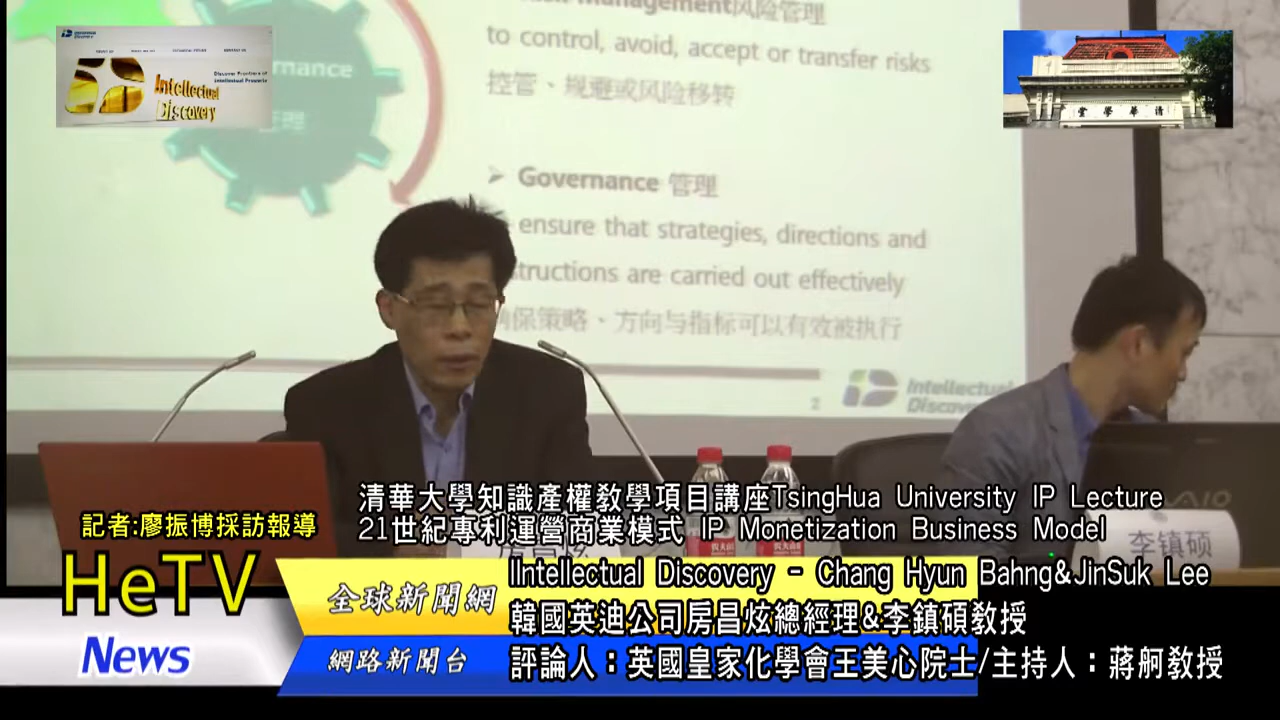 Management风险管理
to control, avoid, accept or transfer risks
控管、规避或风险移转
Governance 管理
ensure that strategies, directions and
structions are carried out effectively
确保策略、方向与指标可以有效被执行
2
Intellectual
Discovery
Discover Frontiers of
Intellectual Property
Intellectual
Discovery
堂學華清
李镇硕
清華大學知識產權教學項目講座TsingHua University IP Lecture
21世紀專利運營商業模式 IP Monetization Business Model
記者:廖振博採訪報導
HeTV
News
全球新聞網
網路新聞台
IIntellectual Discovery - Chang Hyun Bahng&JinSuk Lee
韓國英迪公司房昌炫總經理&李鎮碩教授
評論人：英國皇家化學會王美心院士/主持人：蔣舸教授